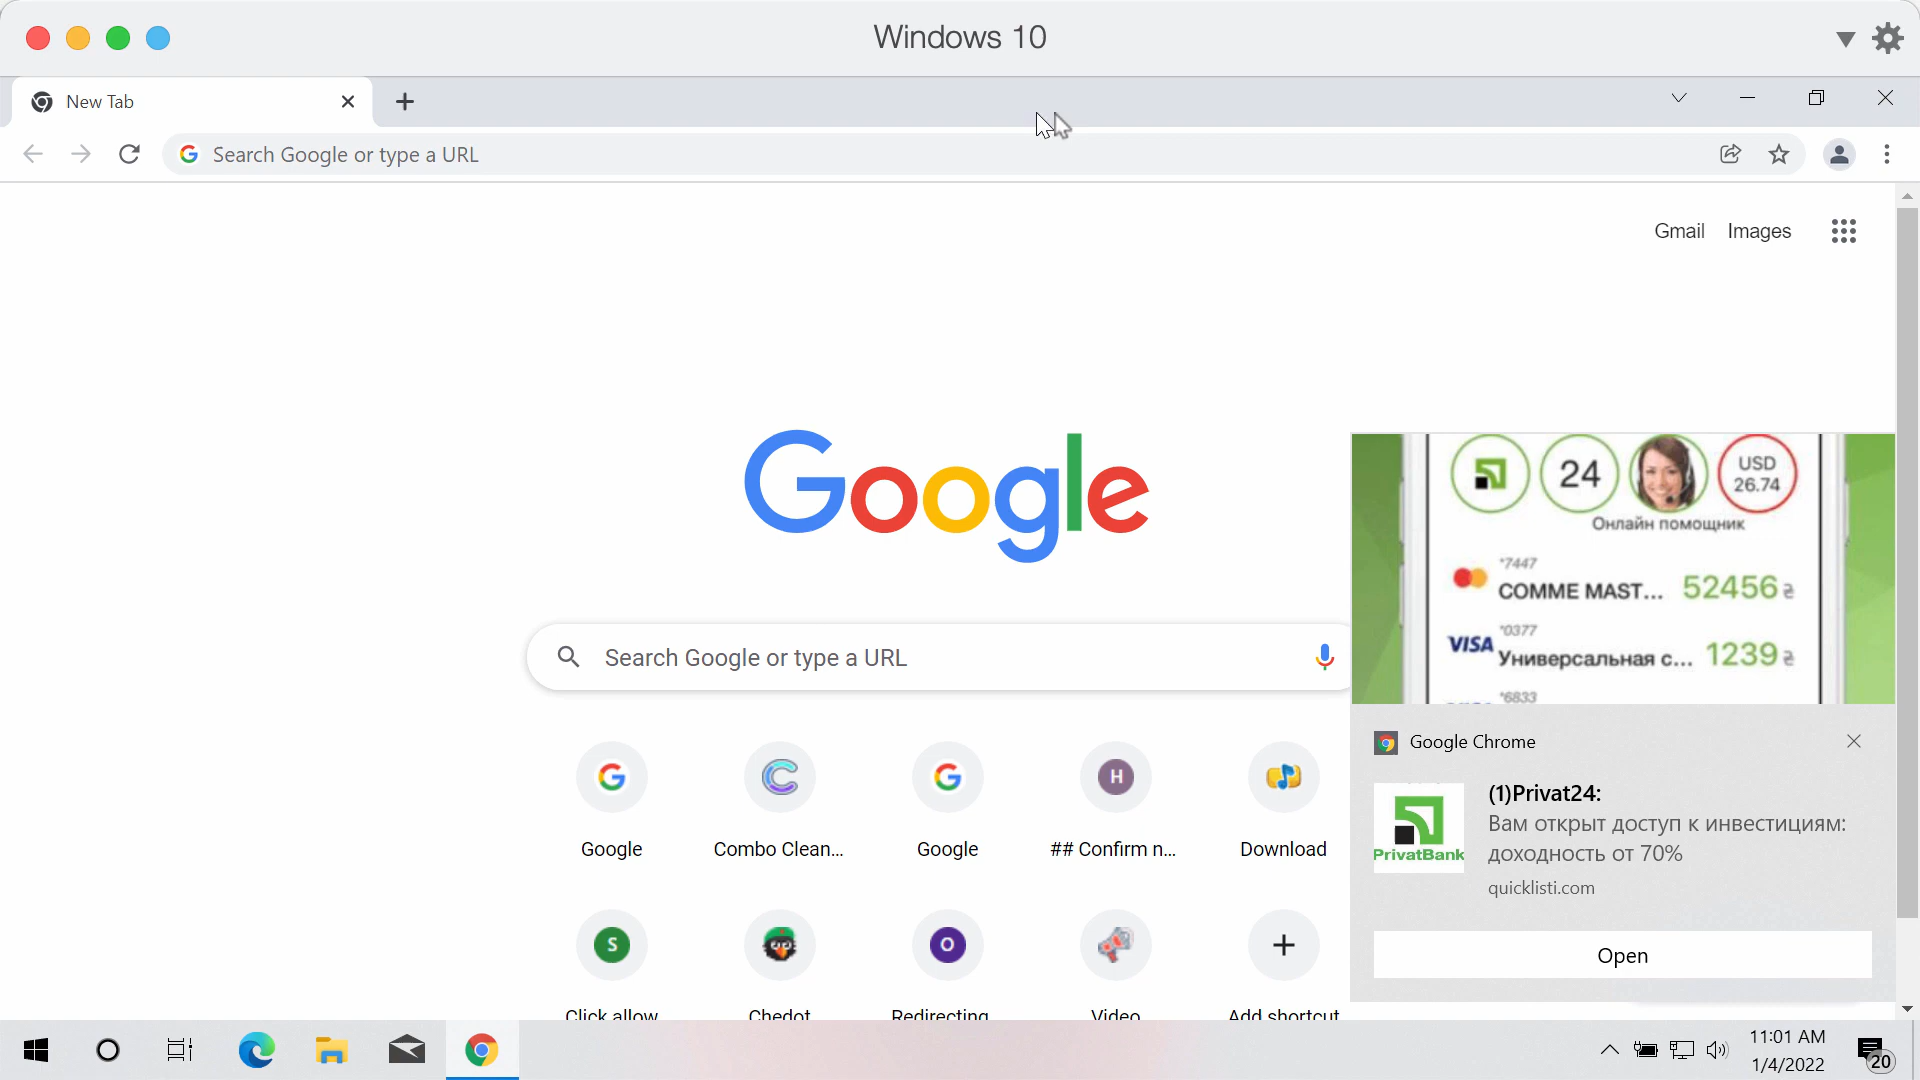 Windows 10
New Tab
Search Google or type a URL
Gmail Images
Google
Search Google or type a URL
Google
Combo Clean...
Google
## Confirm n...
Download
Click allow
Chedot
Redirecting
Video
Add shortcut
24
USD
26.74
Онлайн помощник
*7447
COMME MAST... 52456 ₴
VISA
*0377
Универсальная с... 1239 ₴
*6833
Google Chrome
PrivatBank
(1)Privat24:
Вам открыт доступ к инвестициям:
доходность от 70%
quicklisti.com
Open
11:01 AM
1/4/2022
20